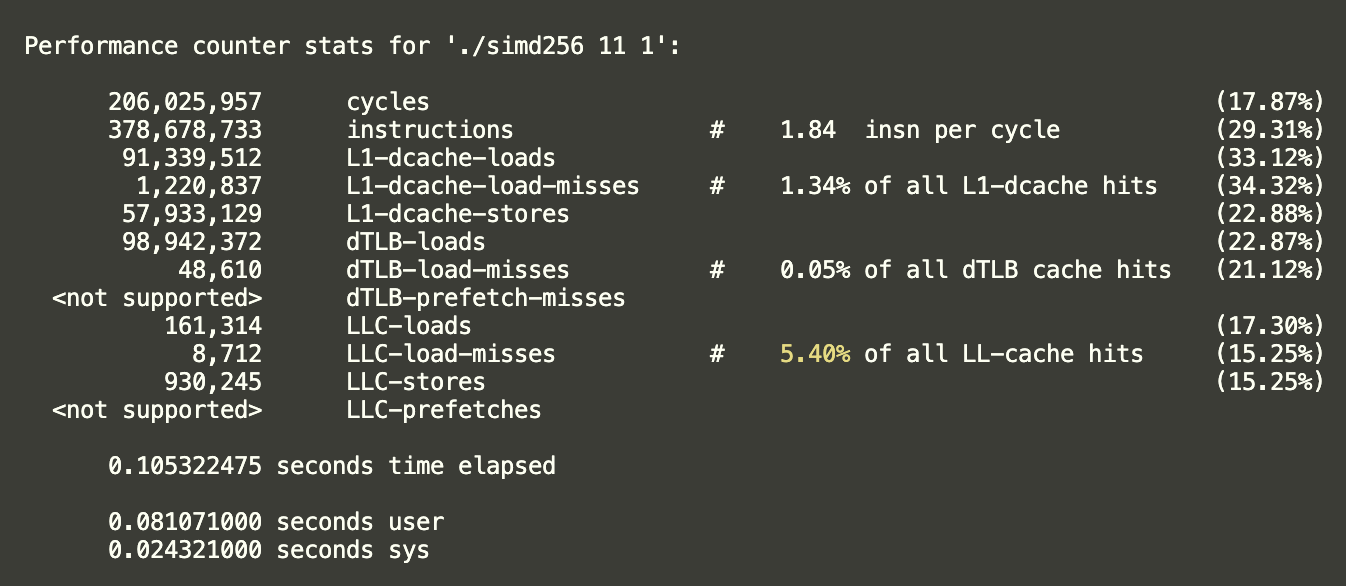 Performance counter stats for './simd256 11 1':
206,025,957 cycles (17.87%)
378,678,733 instructions # 1.84 insn per cycle (29.31%)
91,339,512 L1-dcache-loads (33.12%)
1,220,837 L1-dcache-load-misses # 1.34% of all L1-dcache hits (34.32%)
57,933,129 L1-dcache-stores (22.88%)
98,942,372 dTLB-loads (22.87%)
48,610 dTLB-load-misses # 0.05% of all dTLB cache hits (21.12%)
<not supported> dTLB-prefetch-misses
161,314 LLC-loads (17.30%)
8,712 LLC-load-misses # 5.40% of all LL-cache hits (15.25%)
930,245 LLC-stores (15.25%)
<not supported> LLC-prefetches
0.105322475 seconds time elapsed
0.081071000 seconds user
0.024321000 seconds sys